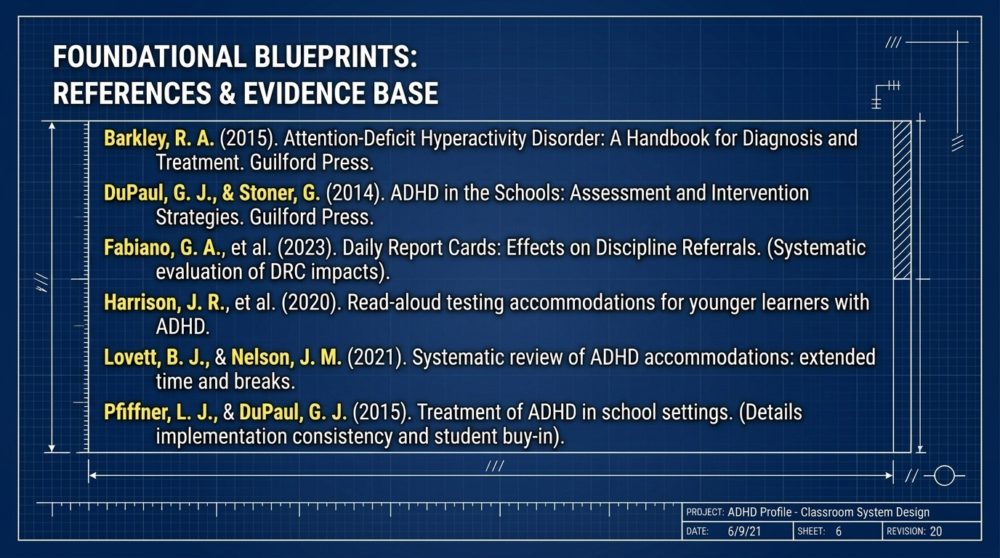 FOUNDATIONAL BLUEPRINTS:
REFERENCES & EVIDENCE BASE
Barkley, R. A. (2015). Attention-Deficit Hyperactivity Disorder: A Handbook for Diagnosis and
Treatment. Guilford Press.
DuPaul, G. J., & Stoner, G. (2014). ADHD in the Schools: Assessment and Intervention
Strategies. Guilford Press.
Fabiano, G. A., et al. (2023). Daily Report Cards: Effects on Discipline Referrals. (Systematic
evaluation of DRC impacts).
Harrison, J. R., et al. (2020). Read-aloud testing accommodations for younger learners with
ADHD.
Lovett, B. J., & Nelson, J. M. (2021). Systematic review of ADHD accommodations: extended
time and breaks.
Pfiffner, L. J., & DuPaul, G. J. (2015). Treatment of ADHD in school settings. (Details
implementation consistency and student buy-in).
PROJECT: ADHD Profile - Classroom System Design
DATE: 6/9/21 SHEET: 6 REVISION: 20